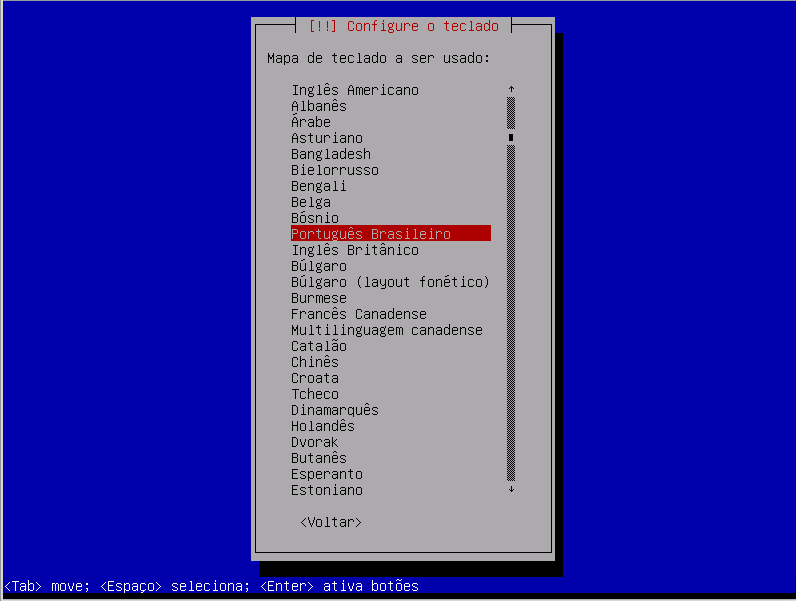 [!!] Configure o teclado
Mapa de teclado a ser usado:
Inglês Americano
Albanês
Árabe
Asturiano
Bangladesh
Bielorrusso
Bengali
Belga
Bósnio
Português Brasileiro
Inglês Britânico
Búlgaro
Búlgaro (layout fonético)
Burmese
Francês Canadense
Multilinguagem canadense
Catalão
Chinês
Croata
Tcheco
Dinamarquês
Holandês
Dvorak
Butanês
Esperanto
Estoniano
<Voltar>
<Tab> move; <Espaço> seleciona; <Enter> ativa botões